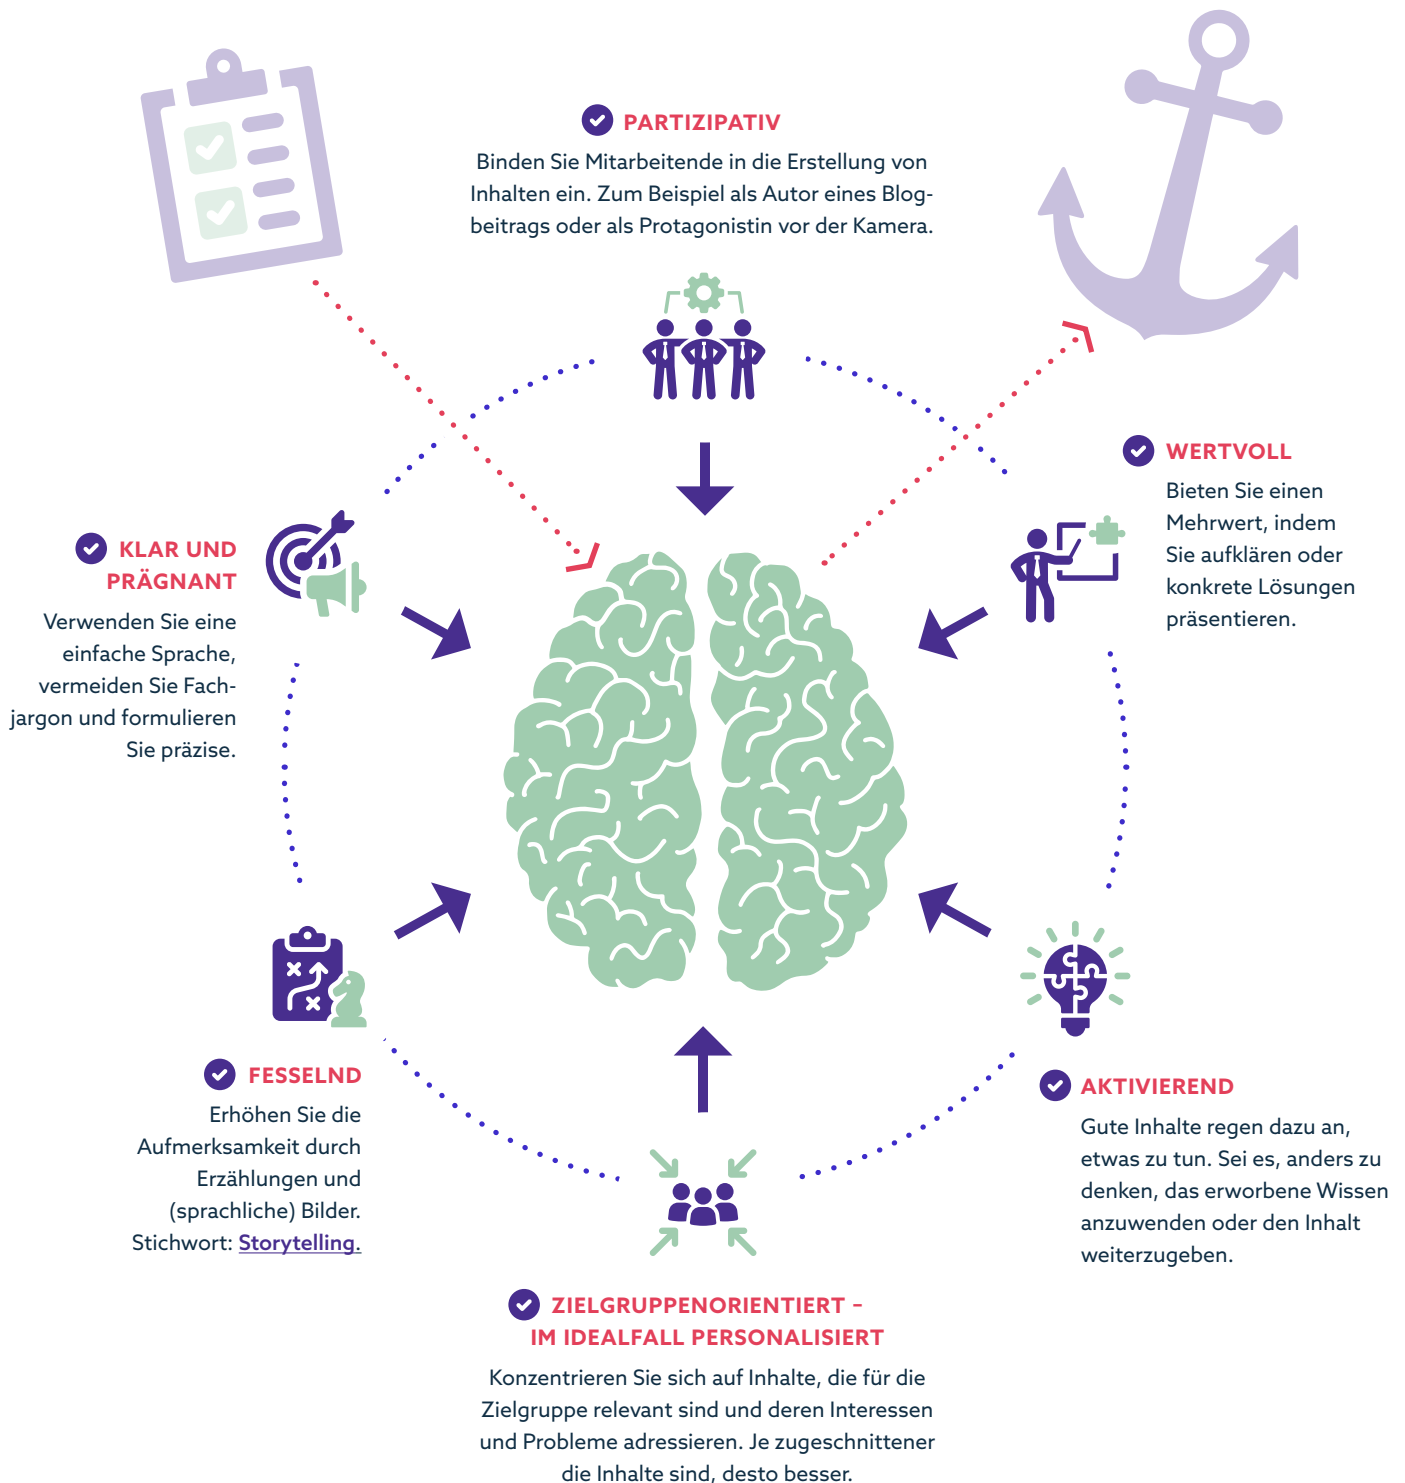 PARTIZIPATIV
Binden Sie Mitarbeitende in die Erstellung von
Inhalten ein. Zum Beispiel als Autor eines Blog-
beitrags oder als Protagonistin vor der Kamera.
WERTVOLL
Bieten Sie einen
Mehrwert, indem
Sie aufklären oder
konkrete Lösungen
präsentieren.
KLAR UND
PRÄGNANT
Verwenden Sie eine
einfache Sprache,
vermeiden Sie Fach-
jargon und formulieren
Sie präzise.
FESSELND
Erhöhen Sie die
Aufmerksamkeit durch
Erzählungen und
(sprachliche) Bilder.
Stichwort: Storytelling.
AKTIVIEREND
Gute Inhalte regen dazu an,
etwas zu tun. Sei es, anders zu
denken, das erworbene Wissen
anzuwenden oder den Inhalt
weiterzugeben.
ZIELGRUPPENORIENTIERT –
IM IDEALFALL PERSONALISIERT
Konzentrieren Sie sich auf Inhalte, die für die
Zielgruppe relevant sind und deren Interessen
und Probleme adressieren. Je zugeschnittener
die Inhalte sind, desto besser.